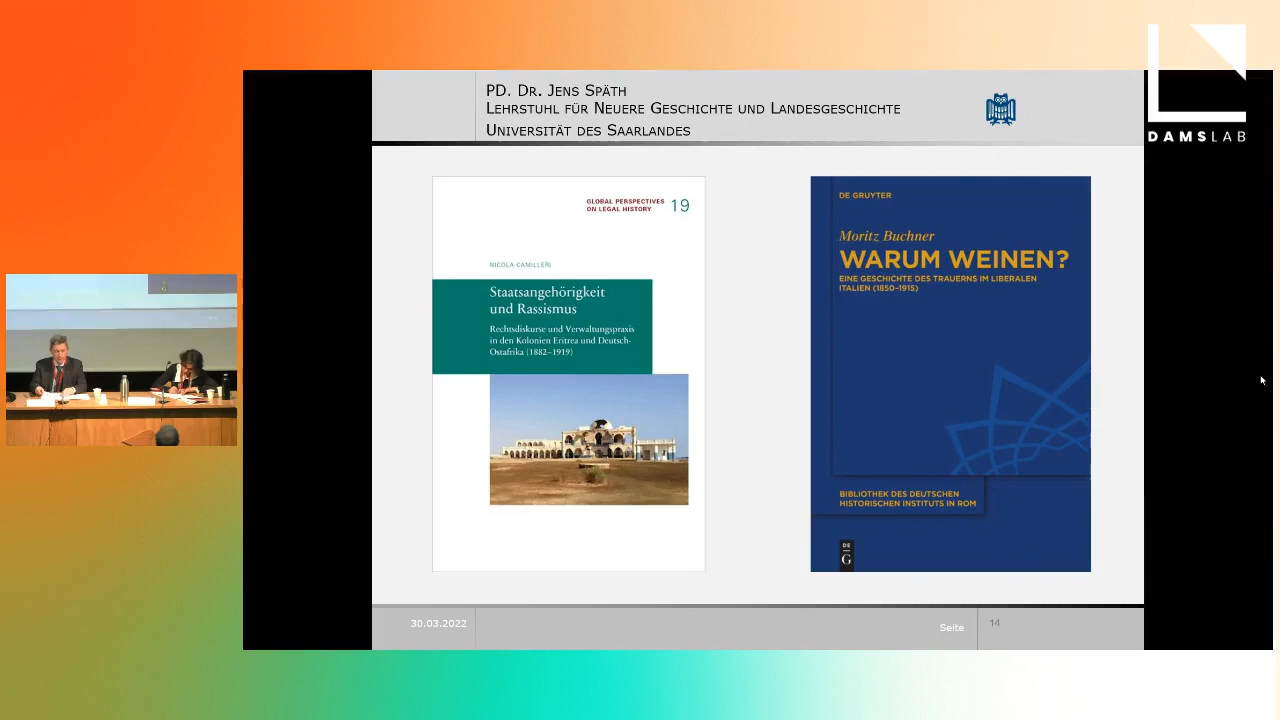 PD. DR. JENS SPÄTH
LEHRSTUHL FÜR NEUERE GESCHICHTE UND LANDESGESCHICHTE
UNIVERSITÄT DES SAARLANDES
DAMSLAB
GLOBAL PERSPECTIVES
ON LEGAL HISTORY
19
NICOLA CAMILLERI
Staatsangehörigkeit
und Rassismus
Rechtsdiskurse und Verwaltungspraxis
in den Kolonien Eritrea und Deutsch-
Ostafrika (1882–1919)
DE GRUYTER
Moritz Buchner
WARUM WEINEN?
EINE GESCHICHTE DES TRAUERNS IM LIBERALEN
ITALIEN (1850–1915)
BIBLIOTHEK DES DEUTSCHEN
HISTORISCHEN INSTITUTS IN ROM
DE
G
30.03.2022
Seite
14